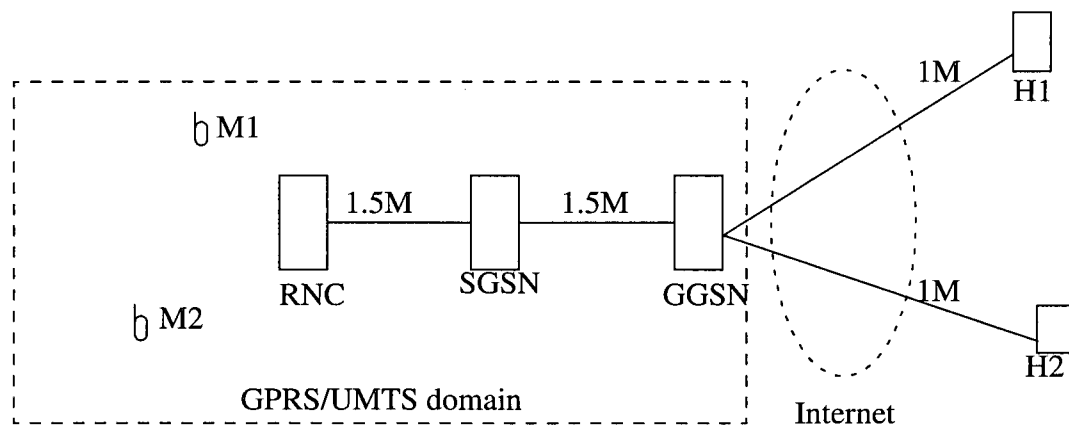 1M
H1
M1
1.5M
1.5M
RNC
SGSN
GGSN
M2
1M
H2
GPRS/UMTS domain
Internet